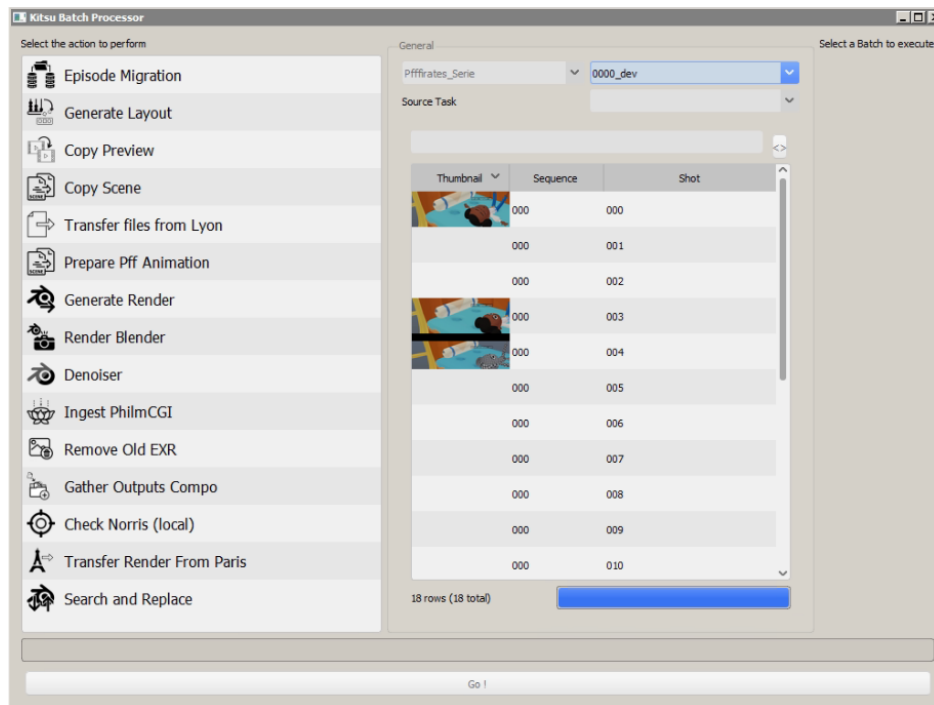 Kitsu Batch Processor
Select the action to perform
Episode Migration
Generate Layout
Copy Preview
Copy Scene
Transfer files from Lyon
Prepare Pff Animation
Generate Render
Render Blender
Denoiser
Ingest PhilmCGI
Remove Old EXR
Gather Outputs Compo
Check Norris (local)
Transfer Render From Paris
Search and Replace
General
Pfffirates_Serie 0000_dev
Source Task
<>
Thumbnail Sequence Shot
000 000
000 001
000 002
000 003
000 004
000 005
000 006
000 007
000 008
000 009
000 010
18 rows (18 total)
Select a Batch to execute
Go !